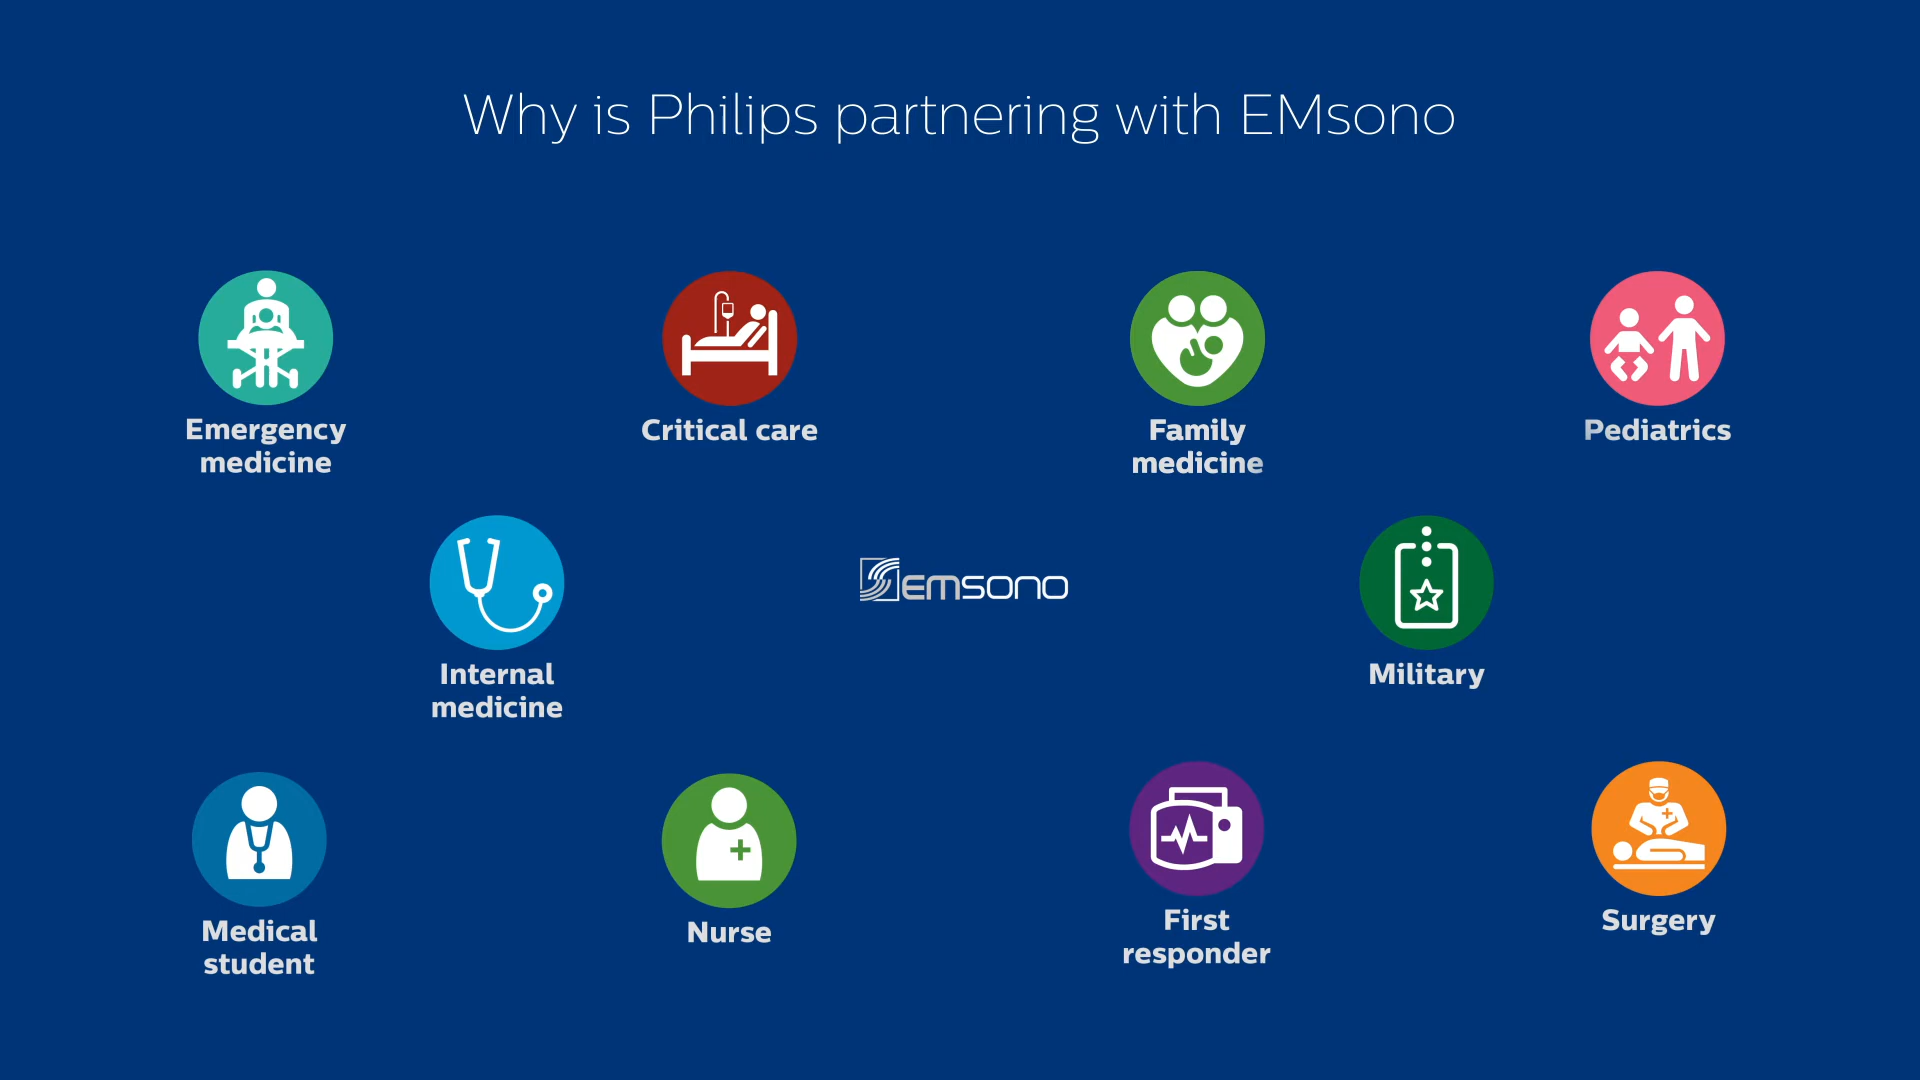 Why is Philips partnering with EMsono
Emergency
medicine
Critical care
Family
medicine
Pediatrics
Internal
medicine
emsono
Military
Medical
student
Nurse
First
responder
Surgery